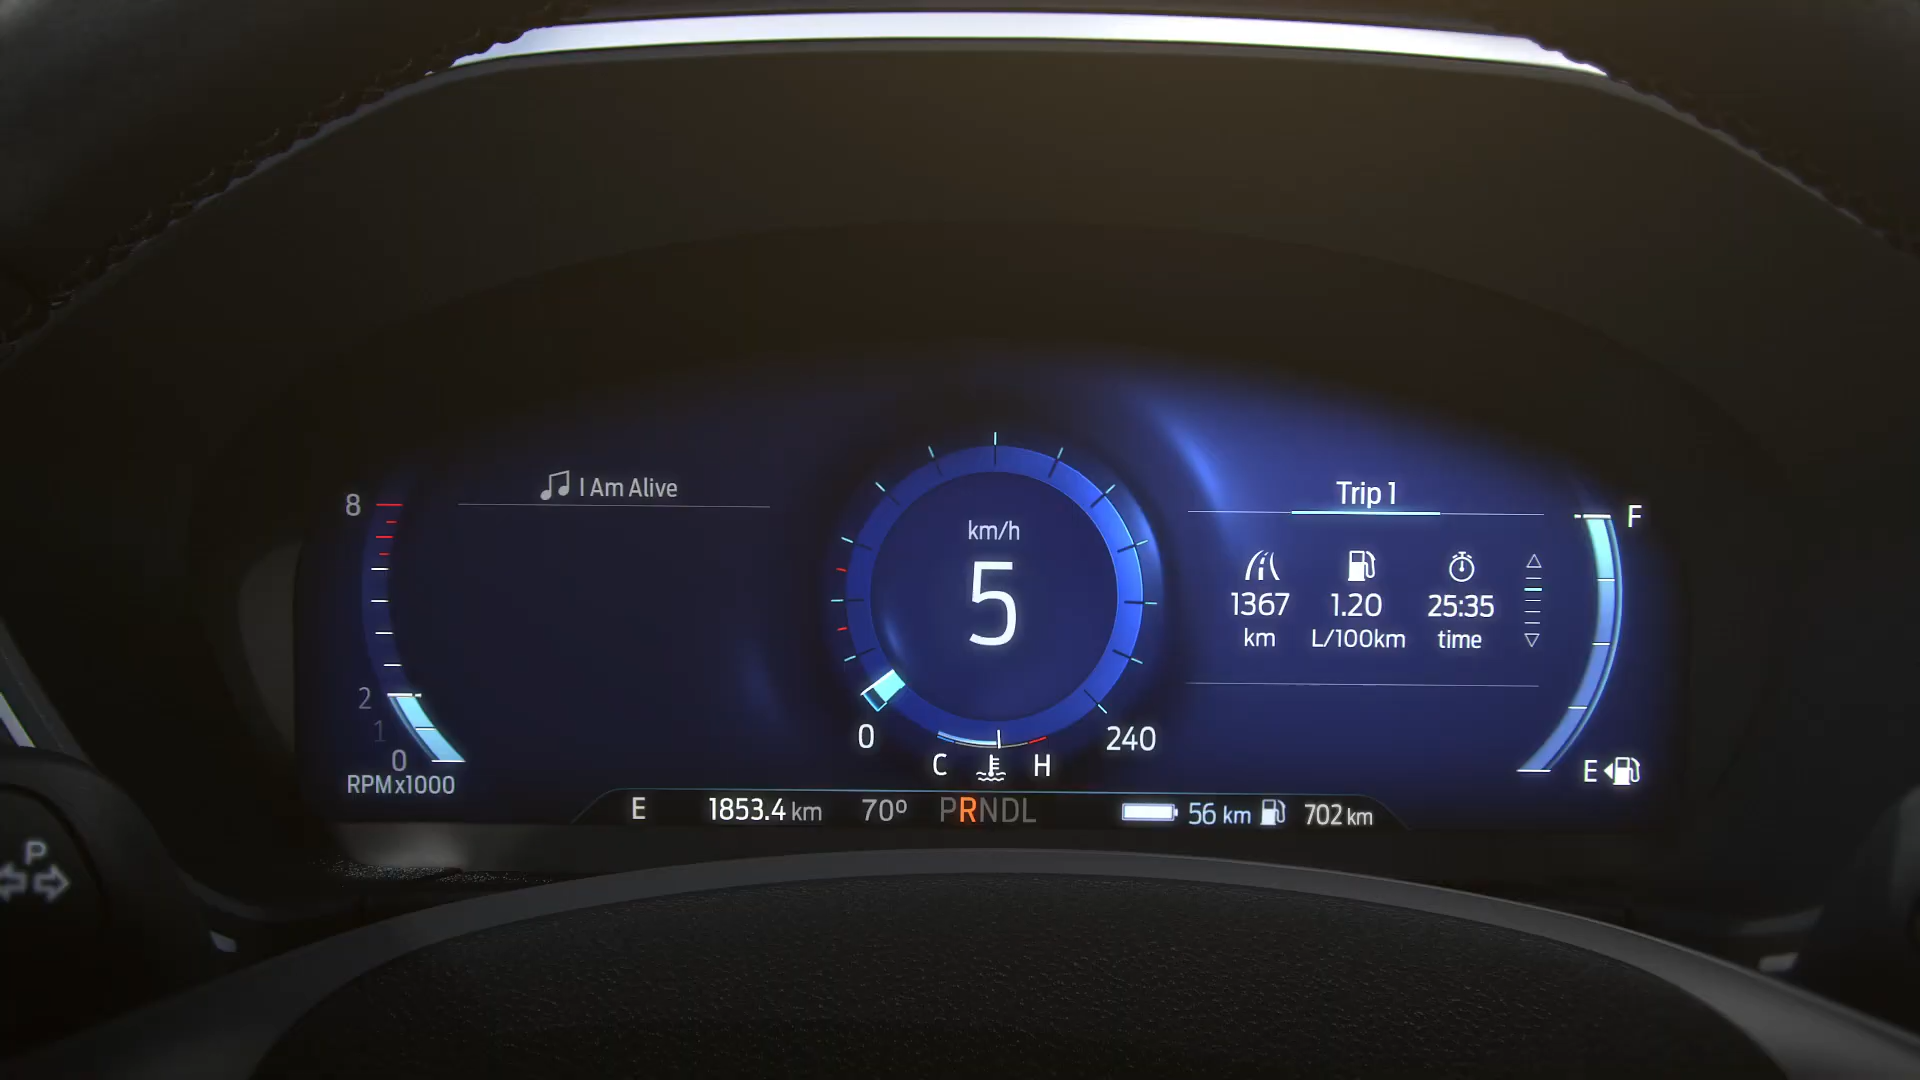 I Am Alive
8
2
1
0
RPMx1000
km/h
5
0
240
C
H
Trip 1
1367
km
1.20
L/100km
25:35
time
F
E
E
1853.4 km
70º
PRNDL
56 km
702 km
P